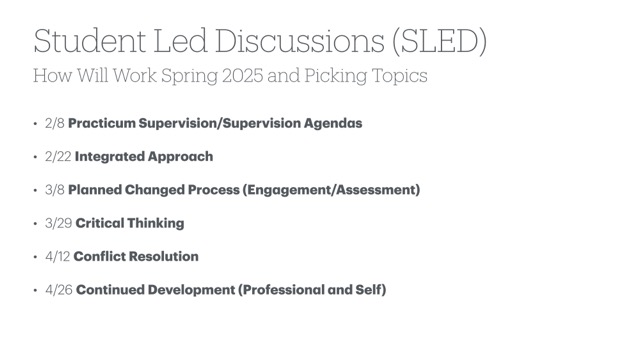 Student Led Discussions (SLED)
How Will Work Spring 2025 and Picking Topics
• 2/8 Practicum Supervision/Supervision Agendas
• 2/22 Integrated Approach
• 3/8 Planned Changed Process (Engagement/Assessment)
• 3/29 Critical Thinking
• 4/12 Conflict Resolution
• 4/26 Continued Development (Professional and Self)